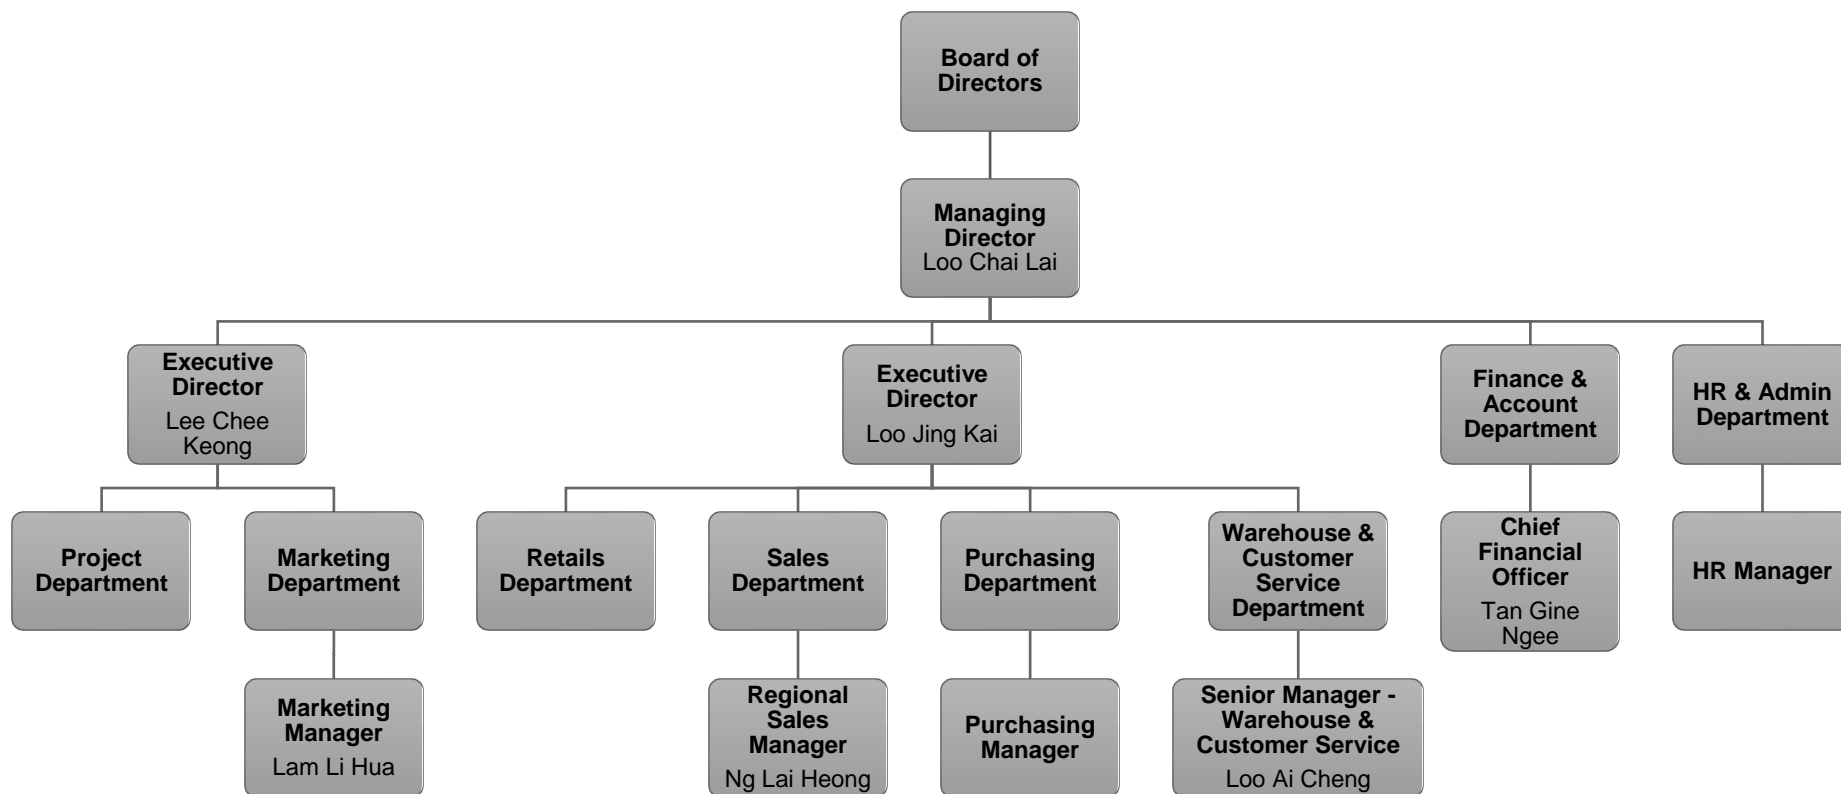 Board of
Directors
Managing
Director
Loo Chai Lai
Executive
Director
Lee Chee
Keong
Executive
Director
Loo Jing Kai
Finance &
Account
Department
HR & Admin
Department
Project
Department
Marketing
Department
Retails
Department
Sales
Department
Purchasing
Department
Warehouse &
Customer
Service
Department
Chief
Financial
Officer
Tan Gine
Ngee
HR Manager
Marketing
Manager
Lam Li Hua
Regional
Sales
Manager
Ng Lai Heong
Purchasing
Manager
Senior Manager -
Warehouse &
Customer Service
Loo Ai Cheng